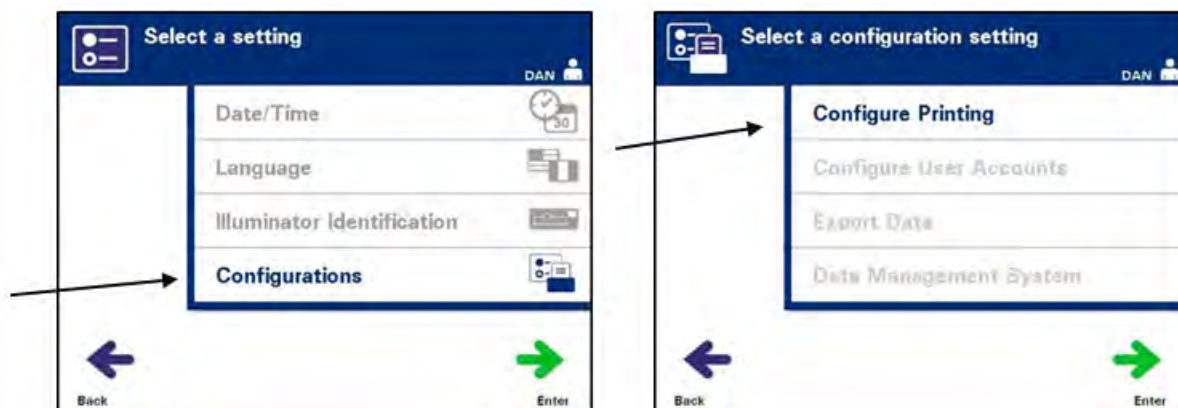 Select a setting
DAN
Date/Time
30
Language
Illuminator Identification
Configurations
Back
Enter
Select a configuration setting
DAN
Configure Printing
Configure User Accounts
Export Data
Data Management System
Back
Enter